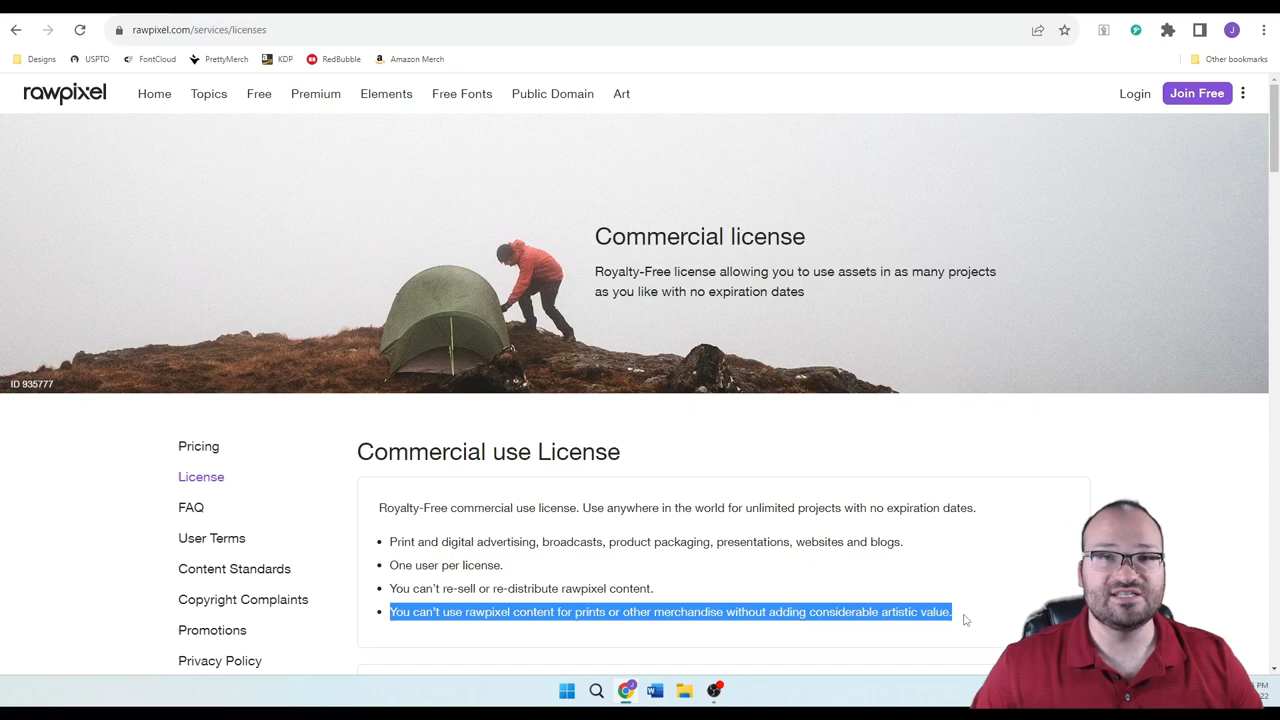 rawpixel.com/services/licenses
J
Designs USPTO FontCloud PrettyMerch KDP RedBubble Amazon Merch Other bookmarks
rawpixel Home Topics Free Premium Elements Free Fonts Public Domain Art Login Join Free
Commercial license
Royalty-Free license allowing you to use assets in as many projects
as you like with no expiration dates
ID 935777
Pricing
License
FAQ
User Terms
Content Standards
Copyright Complaints
Promotions
Privacy Policy
Commercial use License
Royalty-Free commercial use license. Use anywhere in the world for unlimited projects with no expiration dates.
• Print and digital advertising, broadcasts, product packaging, presentations, websites and blogs.
• One user per license.
• You can't re-sell or re-distribute rawpixel content.
• You can't use rawpixel content for prints or other merchandise without adding considerable artistic value.
PM
22